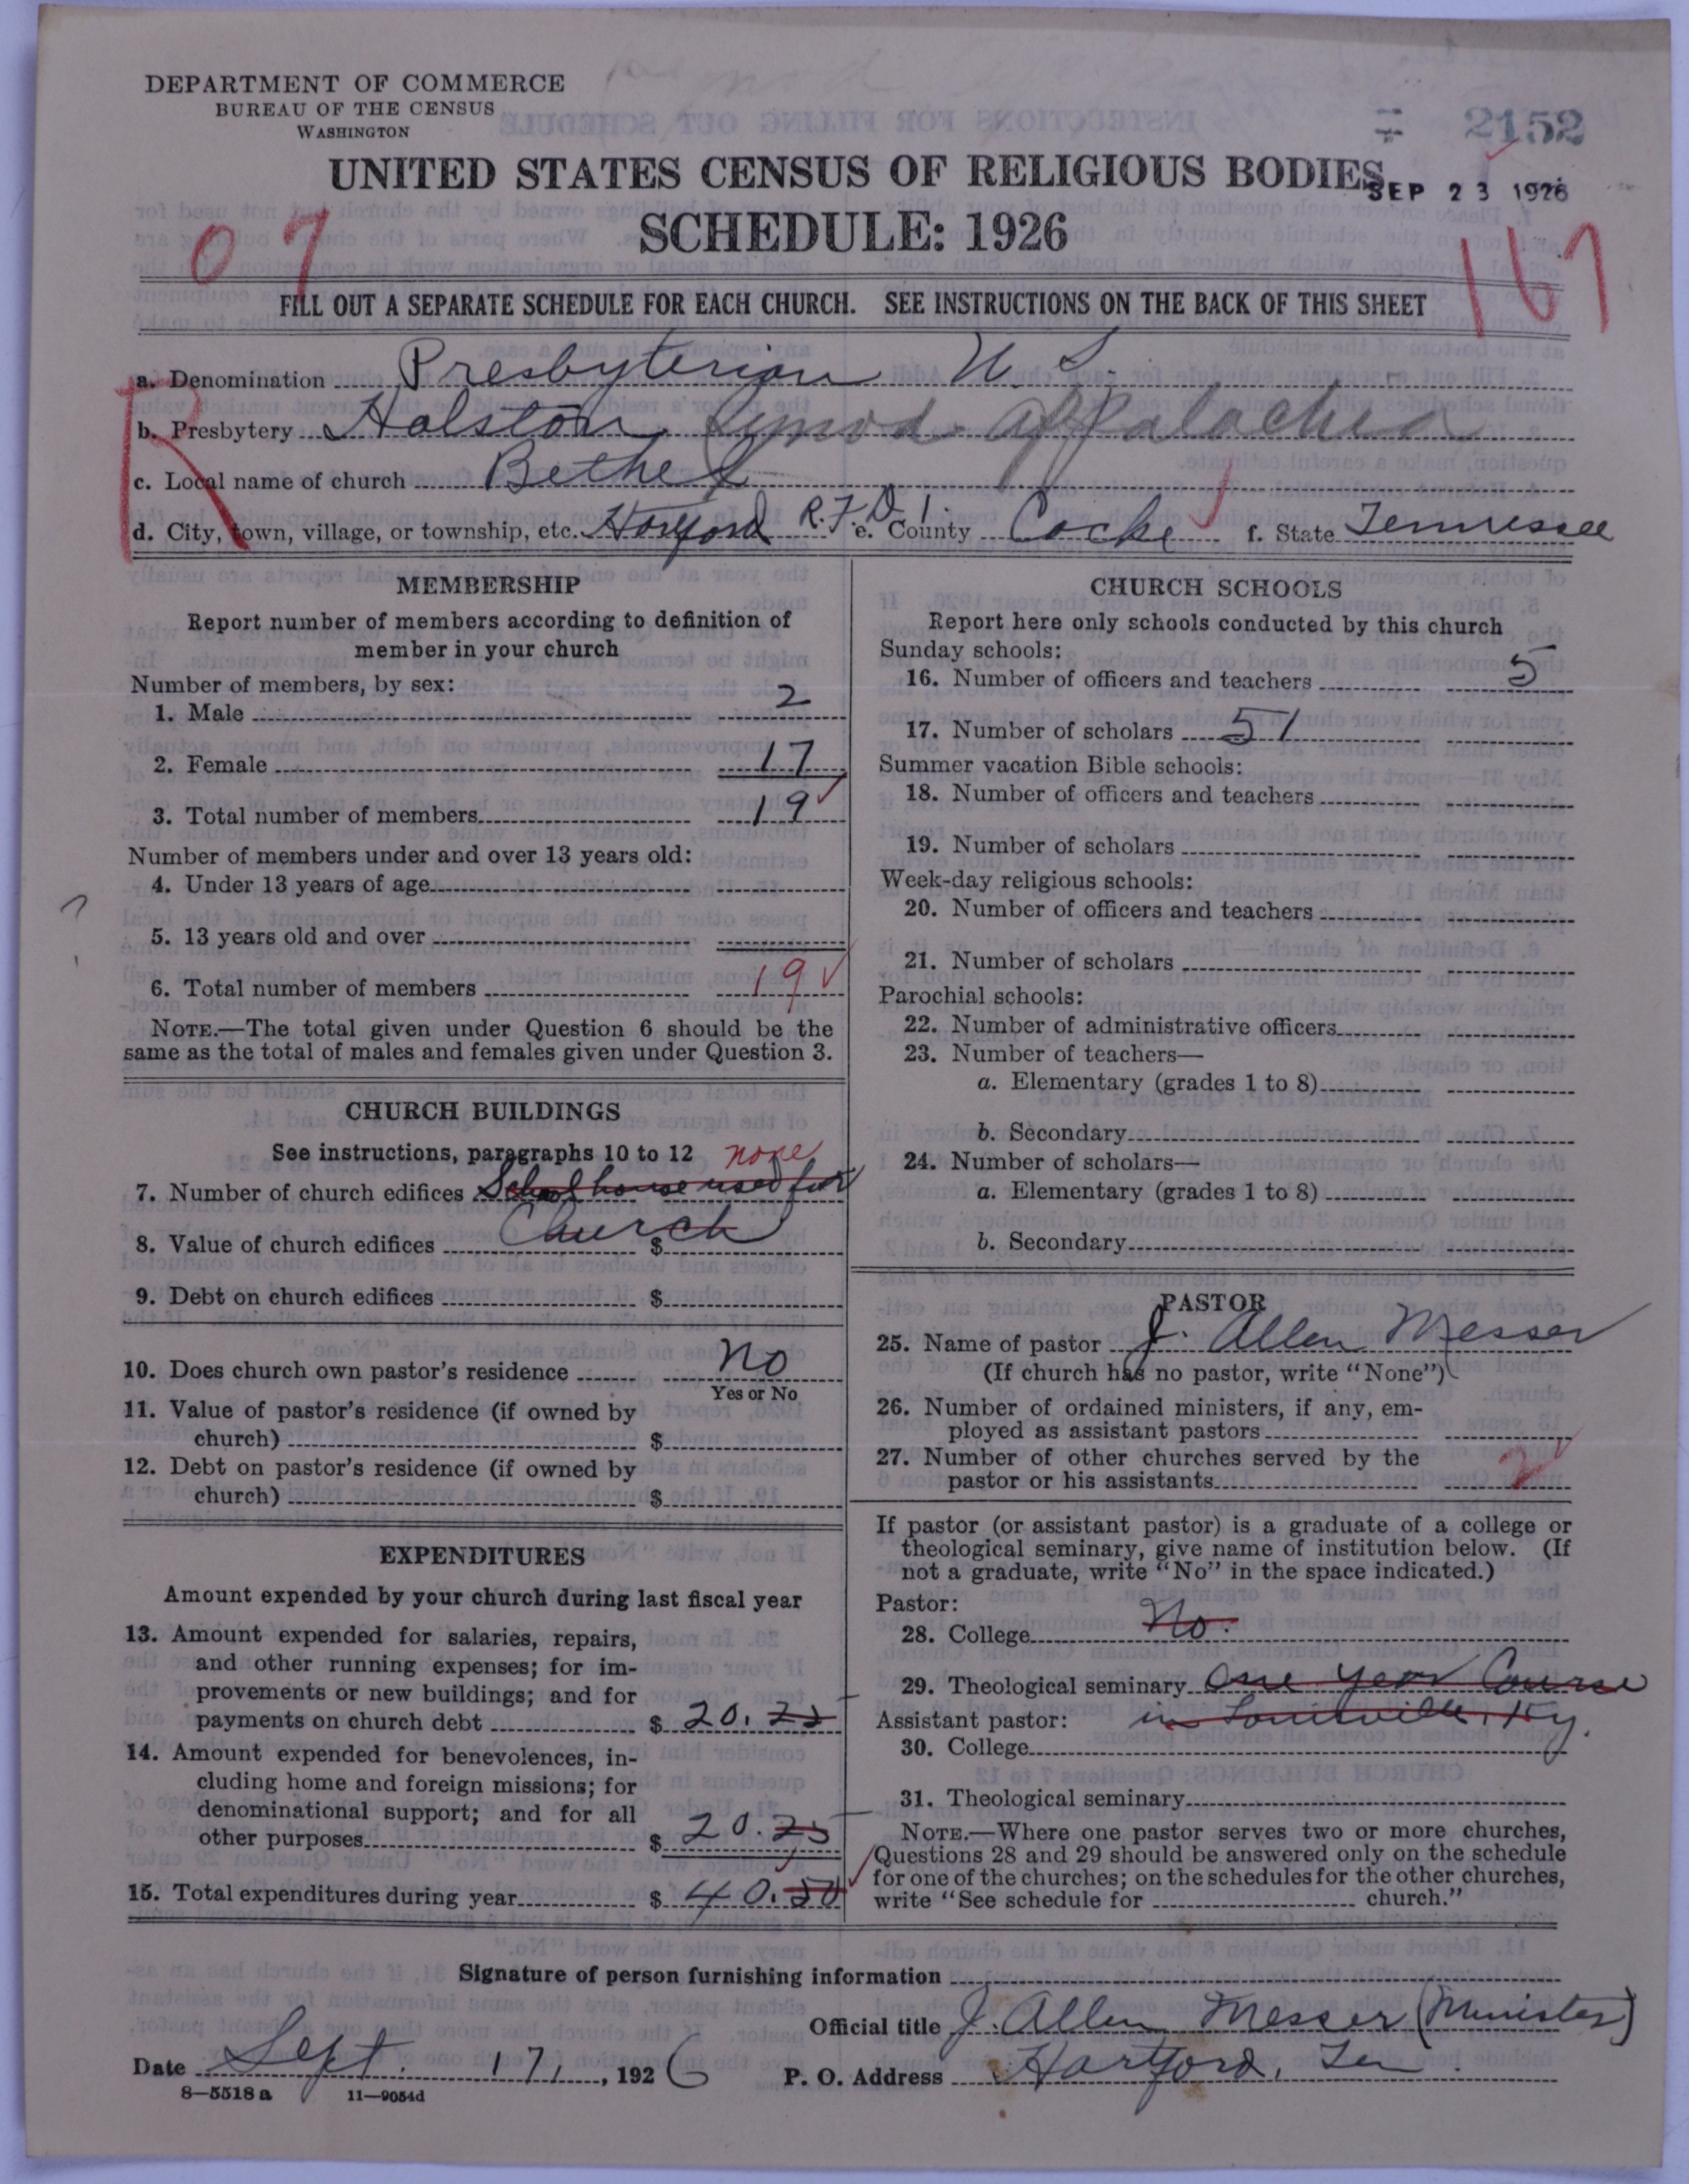 DEPARTMENT OF COMMERCE
BUREAU OF THE CENSUS
WASHINGTON
2152
UNITED STATES CENSUS OF RELIGIOUS BODIES
SEP 23 1926
SCHEDULE: 1926
07
167
FILL OUT A SEPARATE SCHEDULE FOR EACH CHURCH. SEE INSTRUCTIONS ON THE BACK OF THIS SHEET
R
a. Denomination Presbyterian U. S.
b. Presbytery Holston Synod Appalachia
c. Local name of church Bethel
d. City, town, village, or township, etc. Hartford R.F.D. 1. e. County Cocke f. State Tennessee
MEMBERSHIP
Report number of members according to definition of
member in your church
Number of members, by sex:
1. Male 2
2. Female 17
3. Total number of members 19
Number of members under and over 13 years old:
4. Under 13 years of age
?
5. 13 years old and over
6. Total number of members 19
NOTE.—The total given under Question 6 should be the
same as the total of males and females given under Question 3.
CHURCH BUILDINGS
See instructions, paragraphs 10 to 12 none
7. Number of church edifices School house used for
8. Value of church edifices Church $
9. Debt on church edifices $
10. Does church own pastor's residence No
Yes or No
11. Value of pastor's residence (if owned by
church) $
12. Debt on pastor's residence (if owned by
church) $
EXPENDITURES
Amount expended by your church during last fiscal year
13. Amount expended for salaries, repairs,
and other running expenses; for im-
provements or new buildings; and for
payments on church debt $ 20.25
14. Amount expended for benevolences, in-
cluding home and foreign missions; for
denominational support; and for all
other purposes $ 20.25
15. Total expenditures during year $ 40.50
CHURCH SCHOOLS
Report here only schools conducted by this church
Sunday schools:
16. Number of officers and teachers 5
17. Number of scholars 51
Summer vacation Bible schools:
18. Number of officers and teachers
19. Number of scholars
Week-day religious schools:
20. Number of officers and teachers
21. Number of scholars
Parochial schools:
22. Number of administrative officers
23. Number of teachers—
a. Elementary (grades 1 to 8)
b. Secondary
24. Number of scholars—
a. Elementary (grades 1 to 8)
b. Secondary
PASTOR
25. Name of pastor J. Allen Messer
(If church has no pastor, write "None")
26. Number of ordained ministers, if any, em-
ployed as assistant pastors
27. Number of other churches served by the
pastor or his assistants 2
If pastor (or assistant pastor) is a graduate of a college or
theological seminary, give name of institution below. (If
not a graduate, write "No" in the space indicated.)
Pastor:
28. College No.
29. Theological seminary One year Course
Assistant pastor: in Louisville, Ky.
30. College
31. Theological seminary
NOTE.—Where one pastor serves two or more churches,
Questions 28 and 29 should be answered only on the schedule
for one of the churches; on the schedules for the other churches,
write "See schedule for church."
Signature of person furnishing information
Official title J. Allen Messer (Minister)
Date Sept. 17, 1926 P. O. Address Hartford, Ten.
8—5518 a 11—9054d